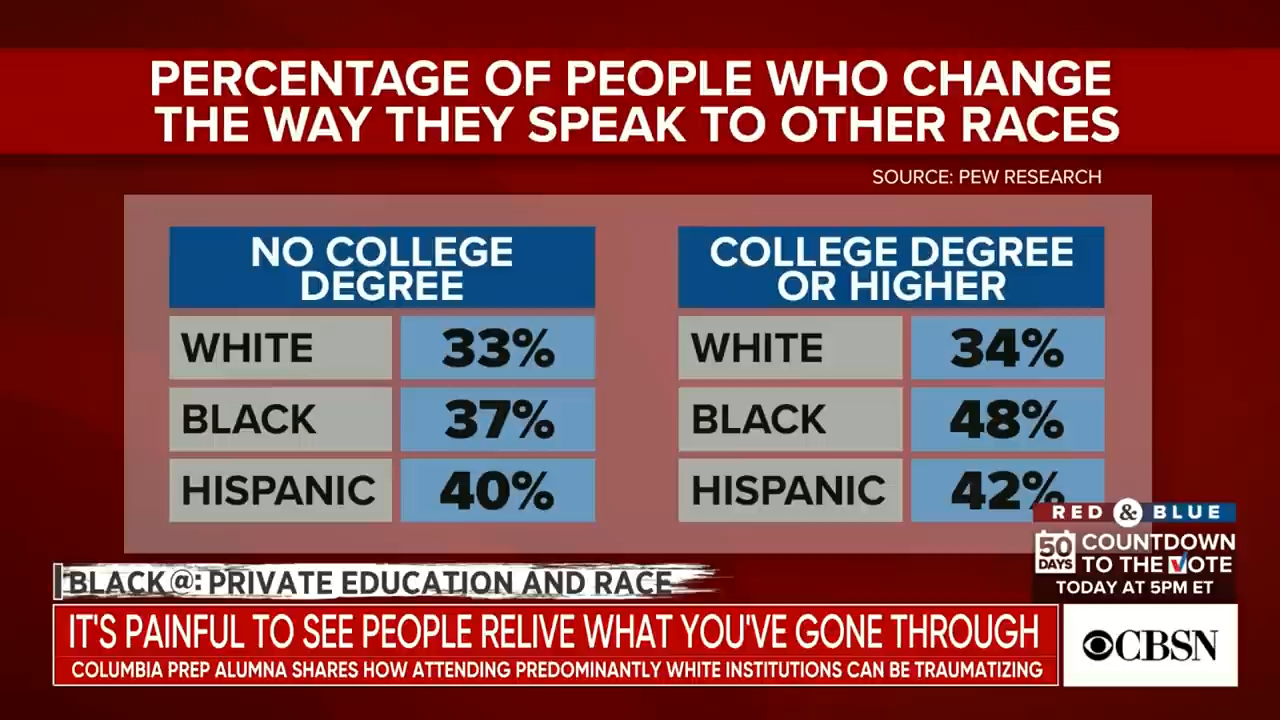 PERCENTAGE OF PEOPLE WHO CHANGE
THE WAY THEY SPEAK TO OTHER RACES
SOURCE: PEW RESEARCH
NO COLLEGE
DEGREE
WHITE 33%
BLACK 37%
HISPANIC 40%
COLLEGE DEGREE
OR HIGHER
WHITE 34%
BLACK 48%
HISPANIC 42%
RED & BLUE
50 DAYS
COUNTDOWN
TO THE VOTE
TODAY AT 5PM ET
BLACK@: PRIVATE EDUCATION AND RACE
IT'S PAINFUL TO SEE PEOPLE RELIVE WHAT YOU'VE GONE THROUGH
COLUMBIA PREP ALUMNA SHARES HOW ATTENDING PREDOMINANTLY WHITE INSTITUTIONS CAN BE TRAUMATIZING
CBSN